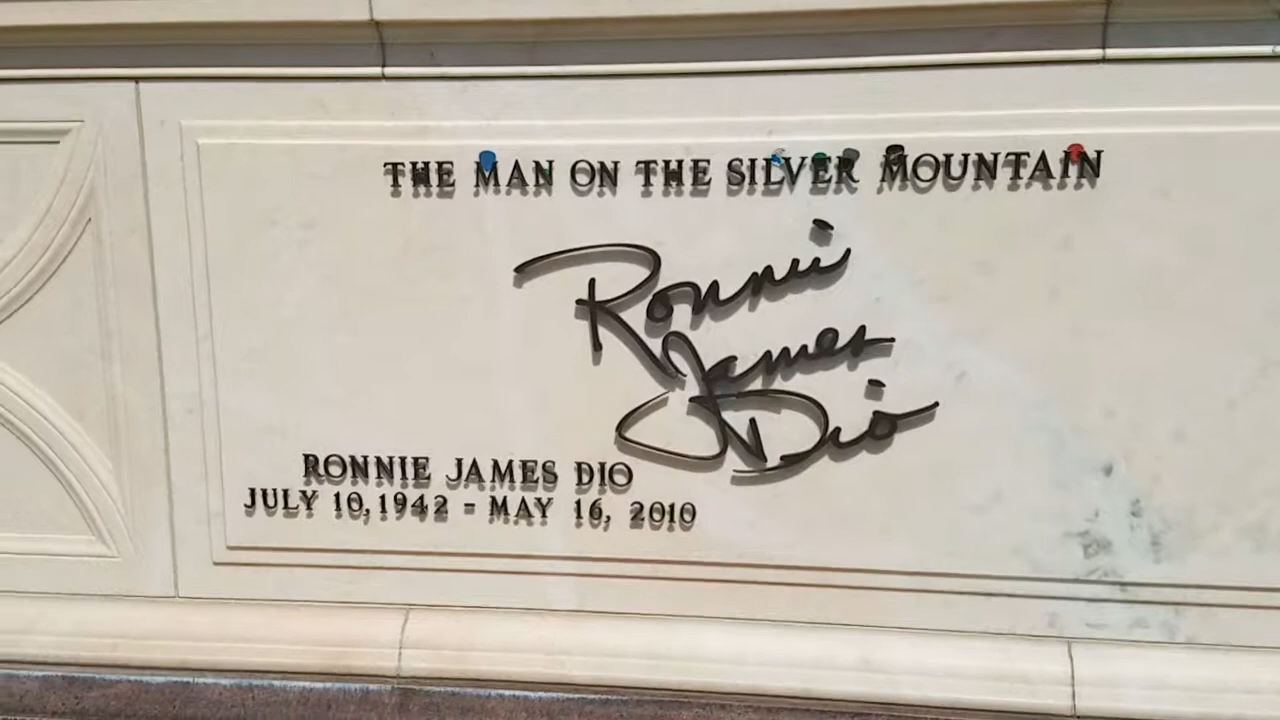 THE MAN ON THE SILVER MOUNTAIN
Ronnie
James
Dio
RONNIE JAMES DIO
JULY 10, 1942 - MAY 16, 2010